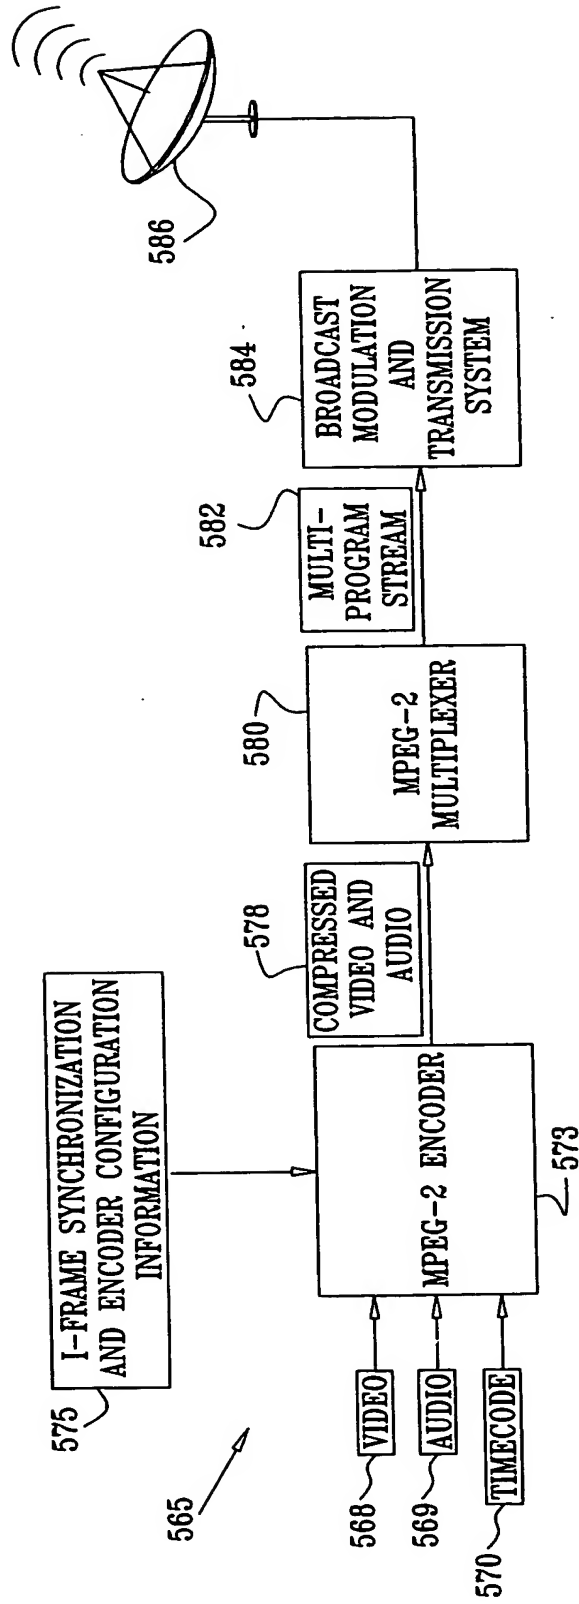 565
575
I-FRAME SYNCHRONIZATION
AND ENCODER CONFIGURATION
INFORMATION
568
VIDEO
569
AUDIO
570
TIMECODE
MPEG-2 ENCODER
573
578
COMPRESSED
VIDEO AND
AUDIO
580
MPEG-2
MULTIPLEXER
582
MULTI-
PROGRAM
STREAM
584
BROADCAST
MODULATION
AND
TRANSMISSION
SYSTEM
586